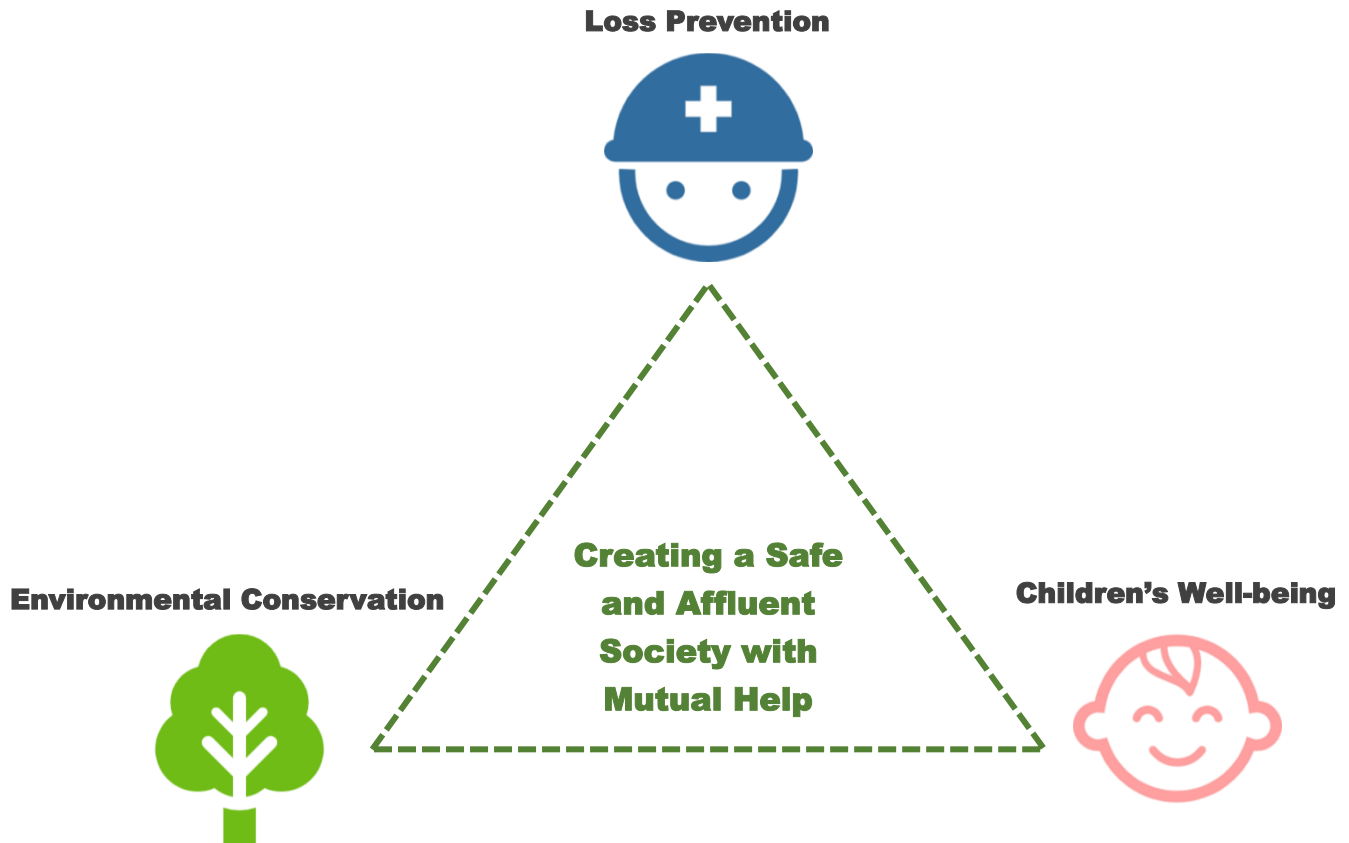 Loss Prevention
Creating a Safe
and Affluent
Society with
Mutual Help
Environmental Conservation
Children’s Well-being